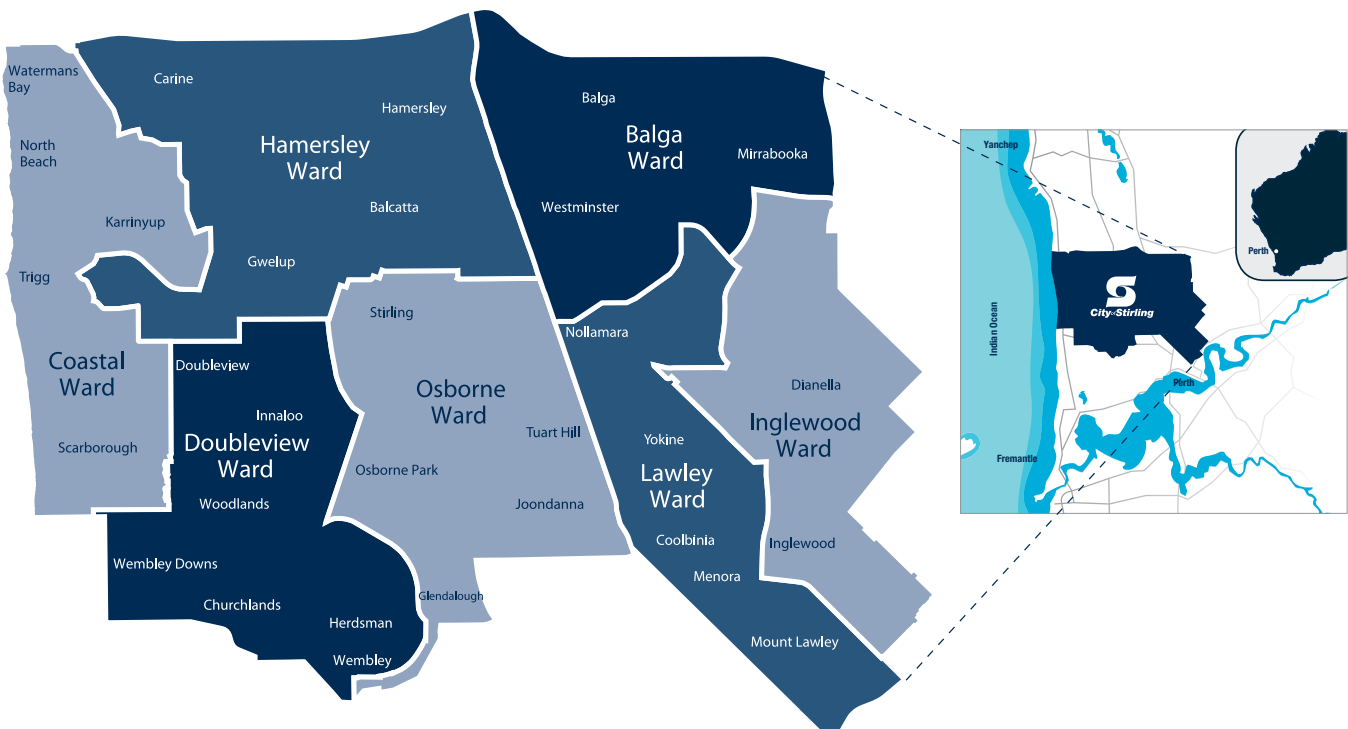 Watermans
Bay
North
Beach
Karrinyup
Trigg
Coastal
Ward
Scarborough
Carine
Hamersley
Hamersley
Ward
Balcatta
Gwelup
Balga
Balga
Ward
Mirrabooka
Westminster
Stirling
Osborne
Ward
Tuart Hill
Osborne Park
Joondanna
Glendalough
Doubleview
Innaloo
Doubleview
Ward
Woodlands
Wembley Downs
Churchlands
Herdsman
Wembley
Nollamara
Yokine
Lawley
Ward
Coolbinia
Menora
Mount Lawley
Dianella
Inglewood
Ward
Inglewood
Yanchep
Perth
Indian Ocean
S
City of Stirling
Perth
Fremantle